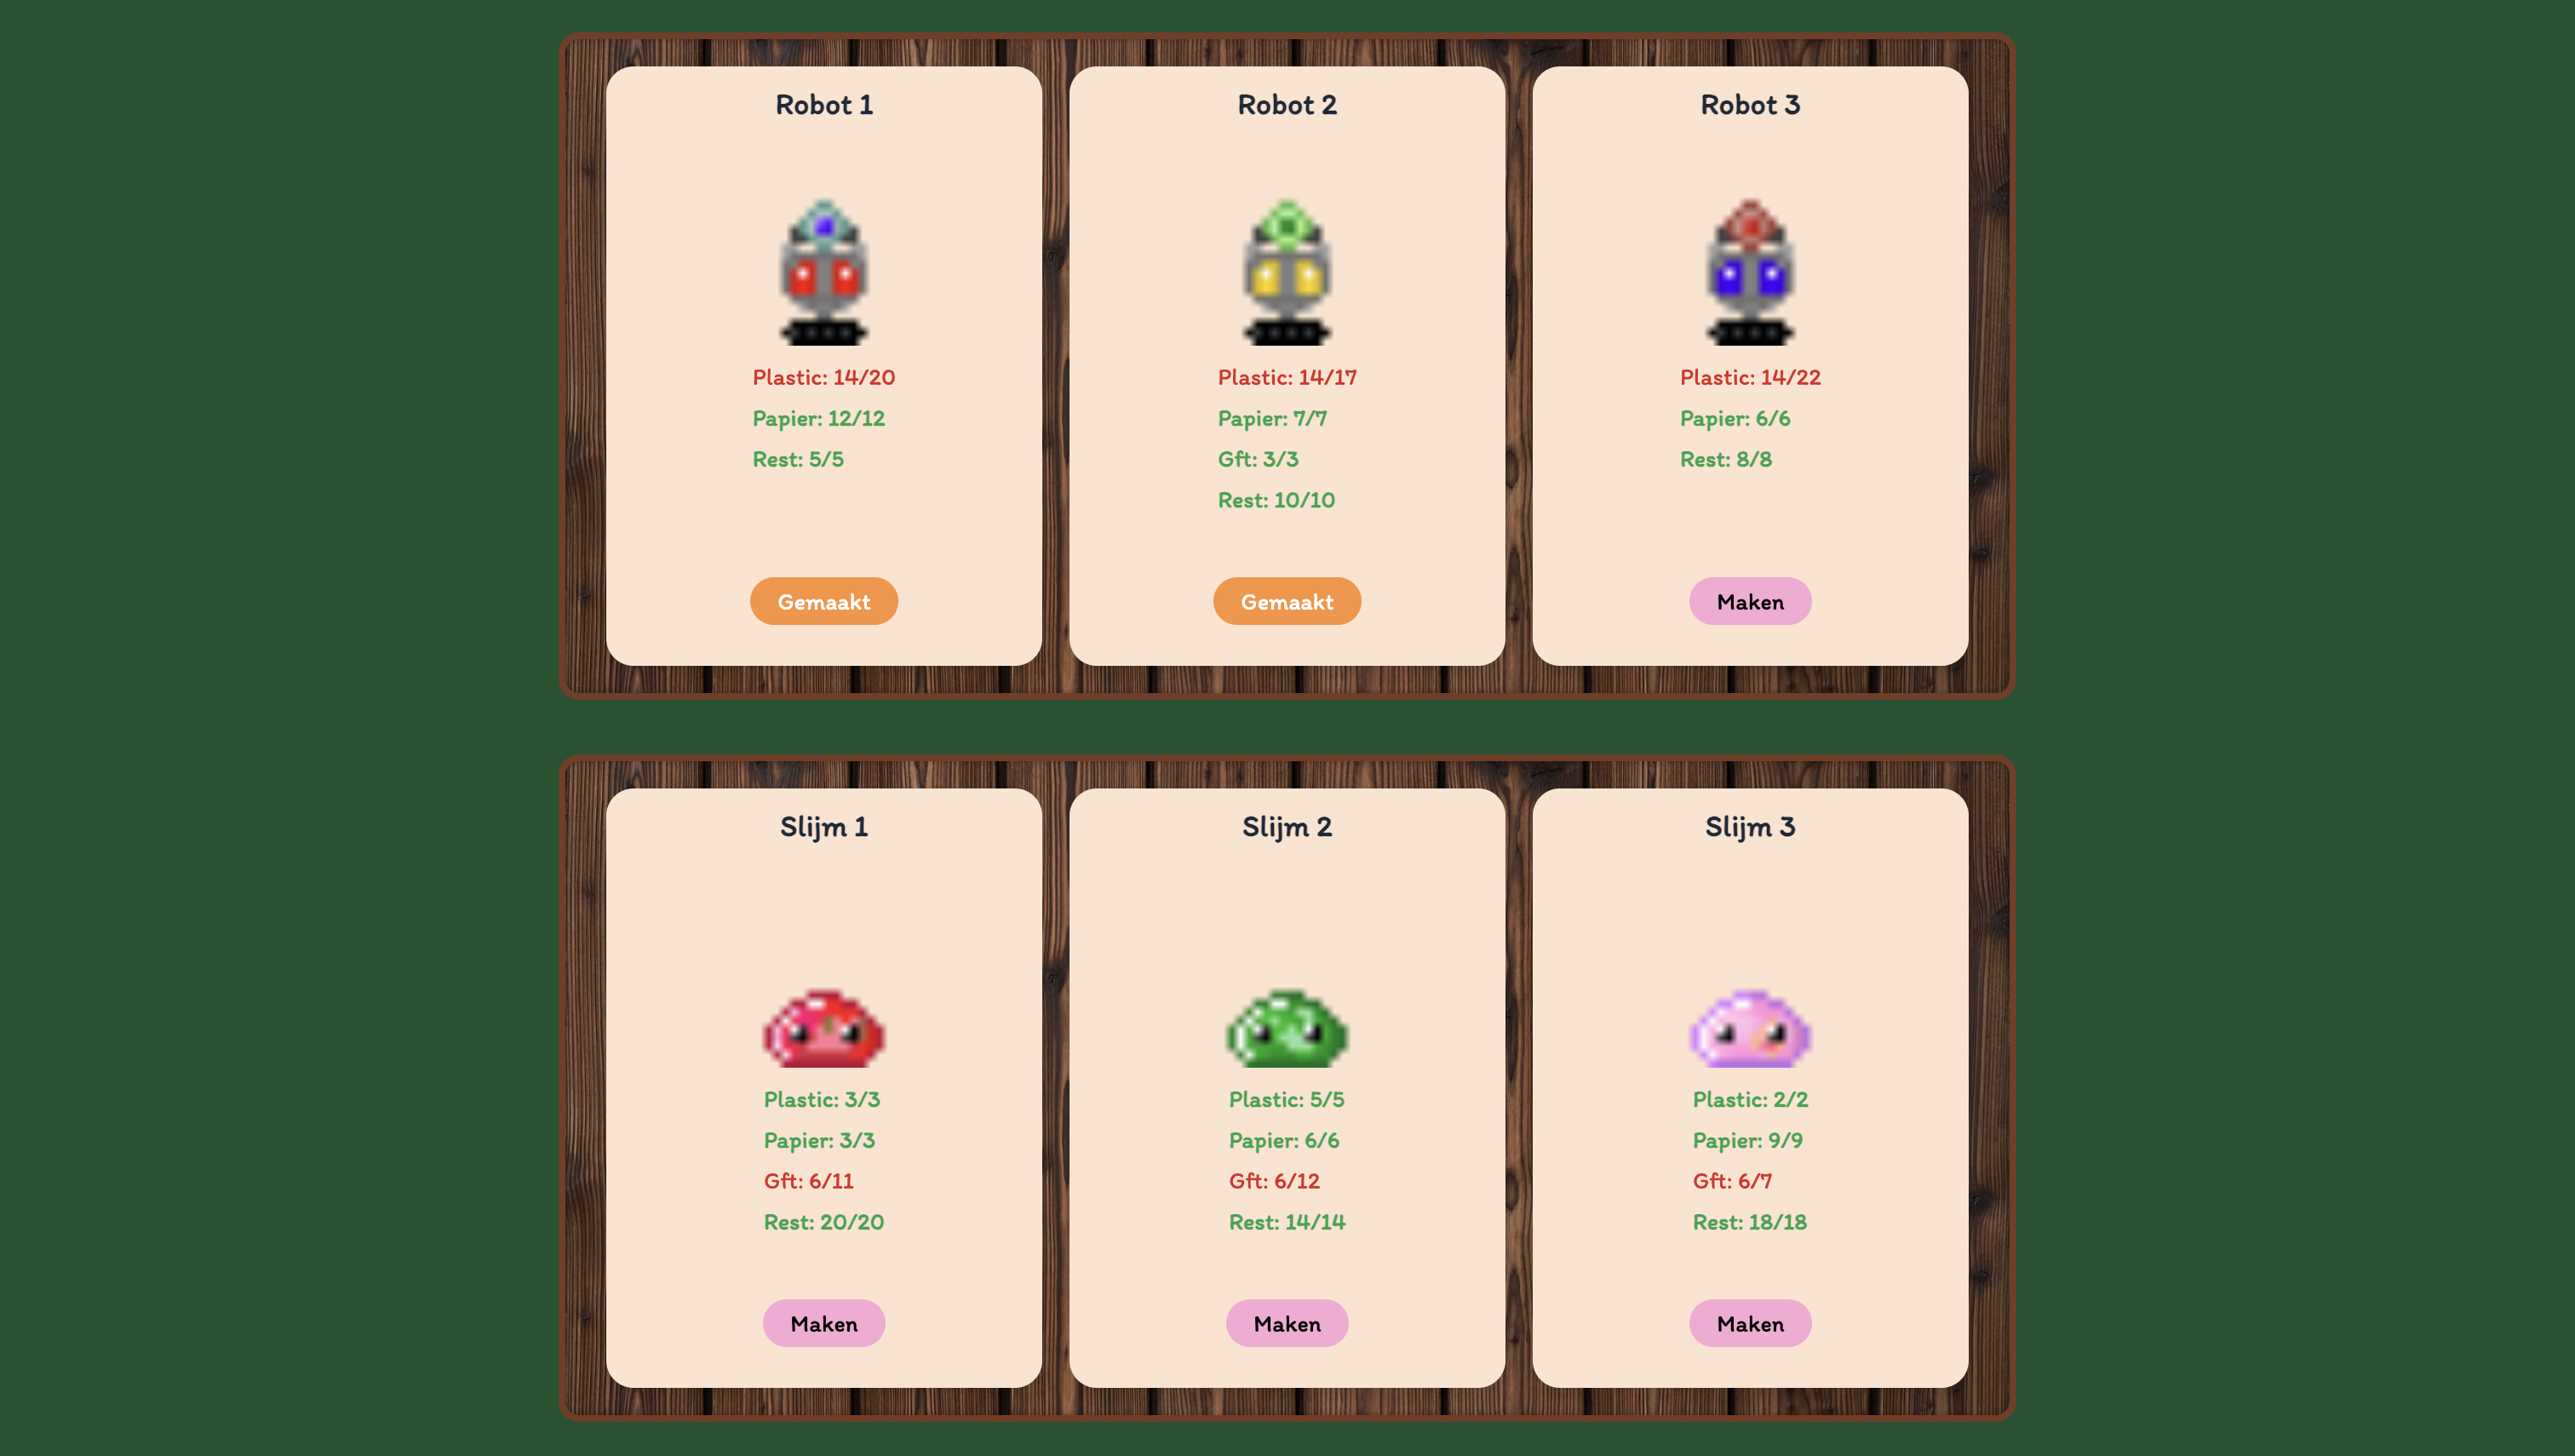 Robot 1
Plastic: 14/20
Papier: 12/12
Rest: 5/5
Gemaakt
Robot 2
Plastic: 14/17
Papier: 7/7
Gft: 3/3
Rest: 10/10
Gemaakt
Robot 3
Plastic: 14/22
Papier: 6/6
Rest: 8/8
Maken
Slijm 1
Plastic: 3/3
Papier: 3/3
Gft: 6/11
Rest: 20/20
Maken
Slijm 2
Plastic: 5/5
Papier: 6/6
Gft: 6/12
Rest: 14/14
Maken
Slijm 3
Plastic: 2/2
Papier: 9/9
Gft: 6/7
Rest: 18/18
Maken